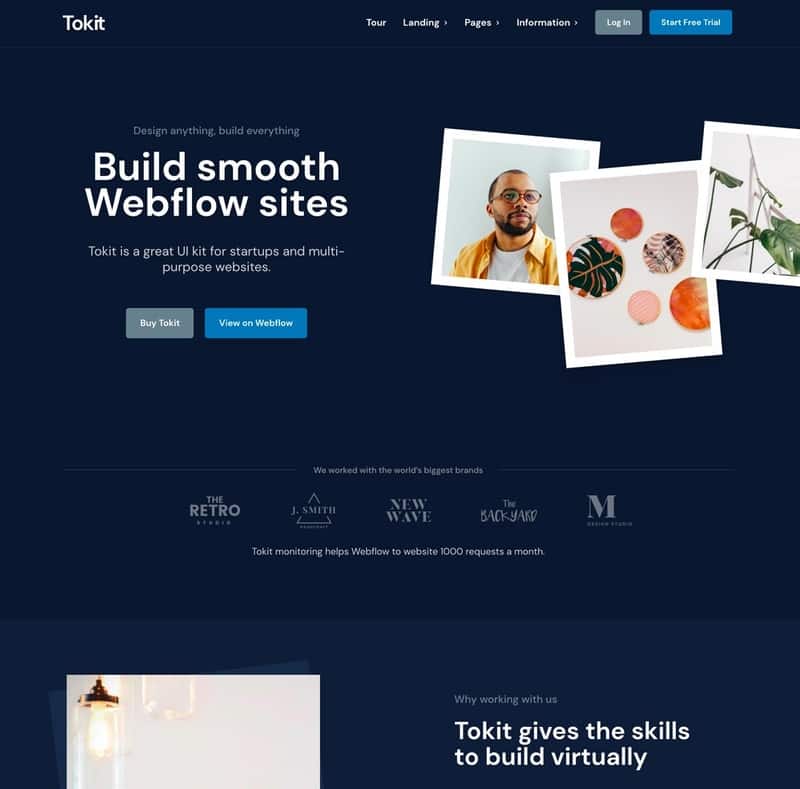 Tokit
Tour Landing › Pages › Information › Log In Start Free Trial
Design anything, build everything
Build smooth
Webflow sites
Tokit is a great UI kit for startups and multi-
purpose websites.
Buy Tokit View on Webflow
We worked with the world's biggest brands
THE
RETRO
STUDIO
J. SMITH
HANDCRAFT
NEW
WAVE
The
BACKYARD
M
DESIGN STUDIO
Tokit monitoring helps Webflow to website 1000 requests a month.
Why working with us
Tokit gives the skills
to build virtually